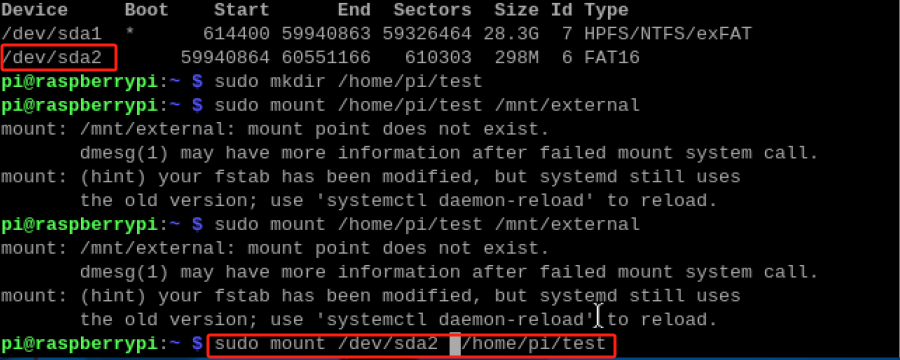 Device Boot Start End Sectors Size Id Type
/dev/sda1 * 614400 59940863 59326464 28.3G 7 HPFS/NTFS/exFAT
/dev/sda2 59940864 60551166 610303 298M 6 FAT16
pi@raspberrypi:~ $ sudo mkdir /home/pi/test
pi@raspberrypi:~ $ sudo mount /home/pi/test /mnt/external
mount: /mnt/external: mount point does not exist.
dmesg(1) may have more information after failed mount system call.
mount: (hint) your fstab has been modified, but systemd still uses
the old version; use 'systemctl daemon-reload' to reload.
pi@raspberrypi:~ $ sudo mount /home/pi/test /mnt/external
mount: /mnt/external: mount point does not exist.
dmesg(1) may have more information after failed mount system call.
mount: (hint) your fstab has been modified, but systemd still uses
the old version; use 'systemctl daemon-reload' to reload.
pi@raspberrypi:~ $ sudo mount /dev/sda2 /home/pi/test